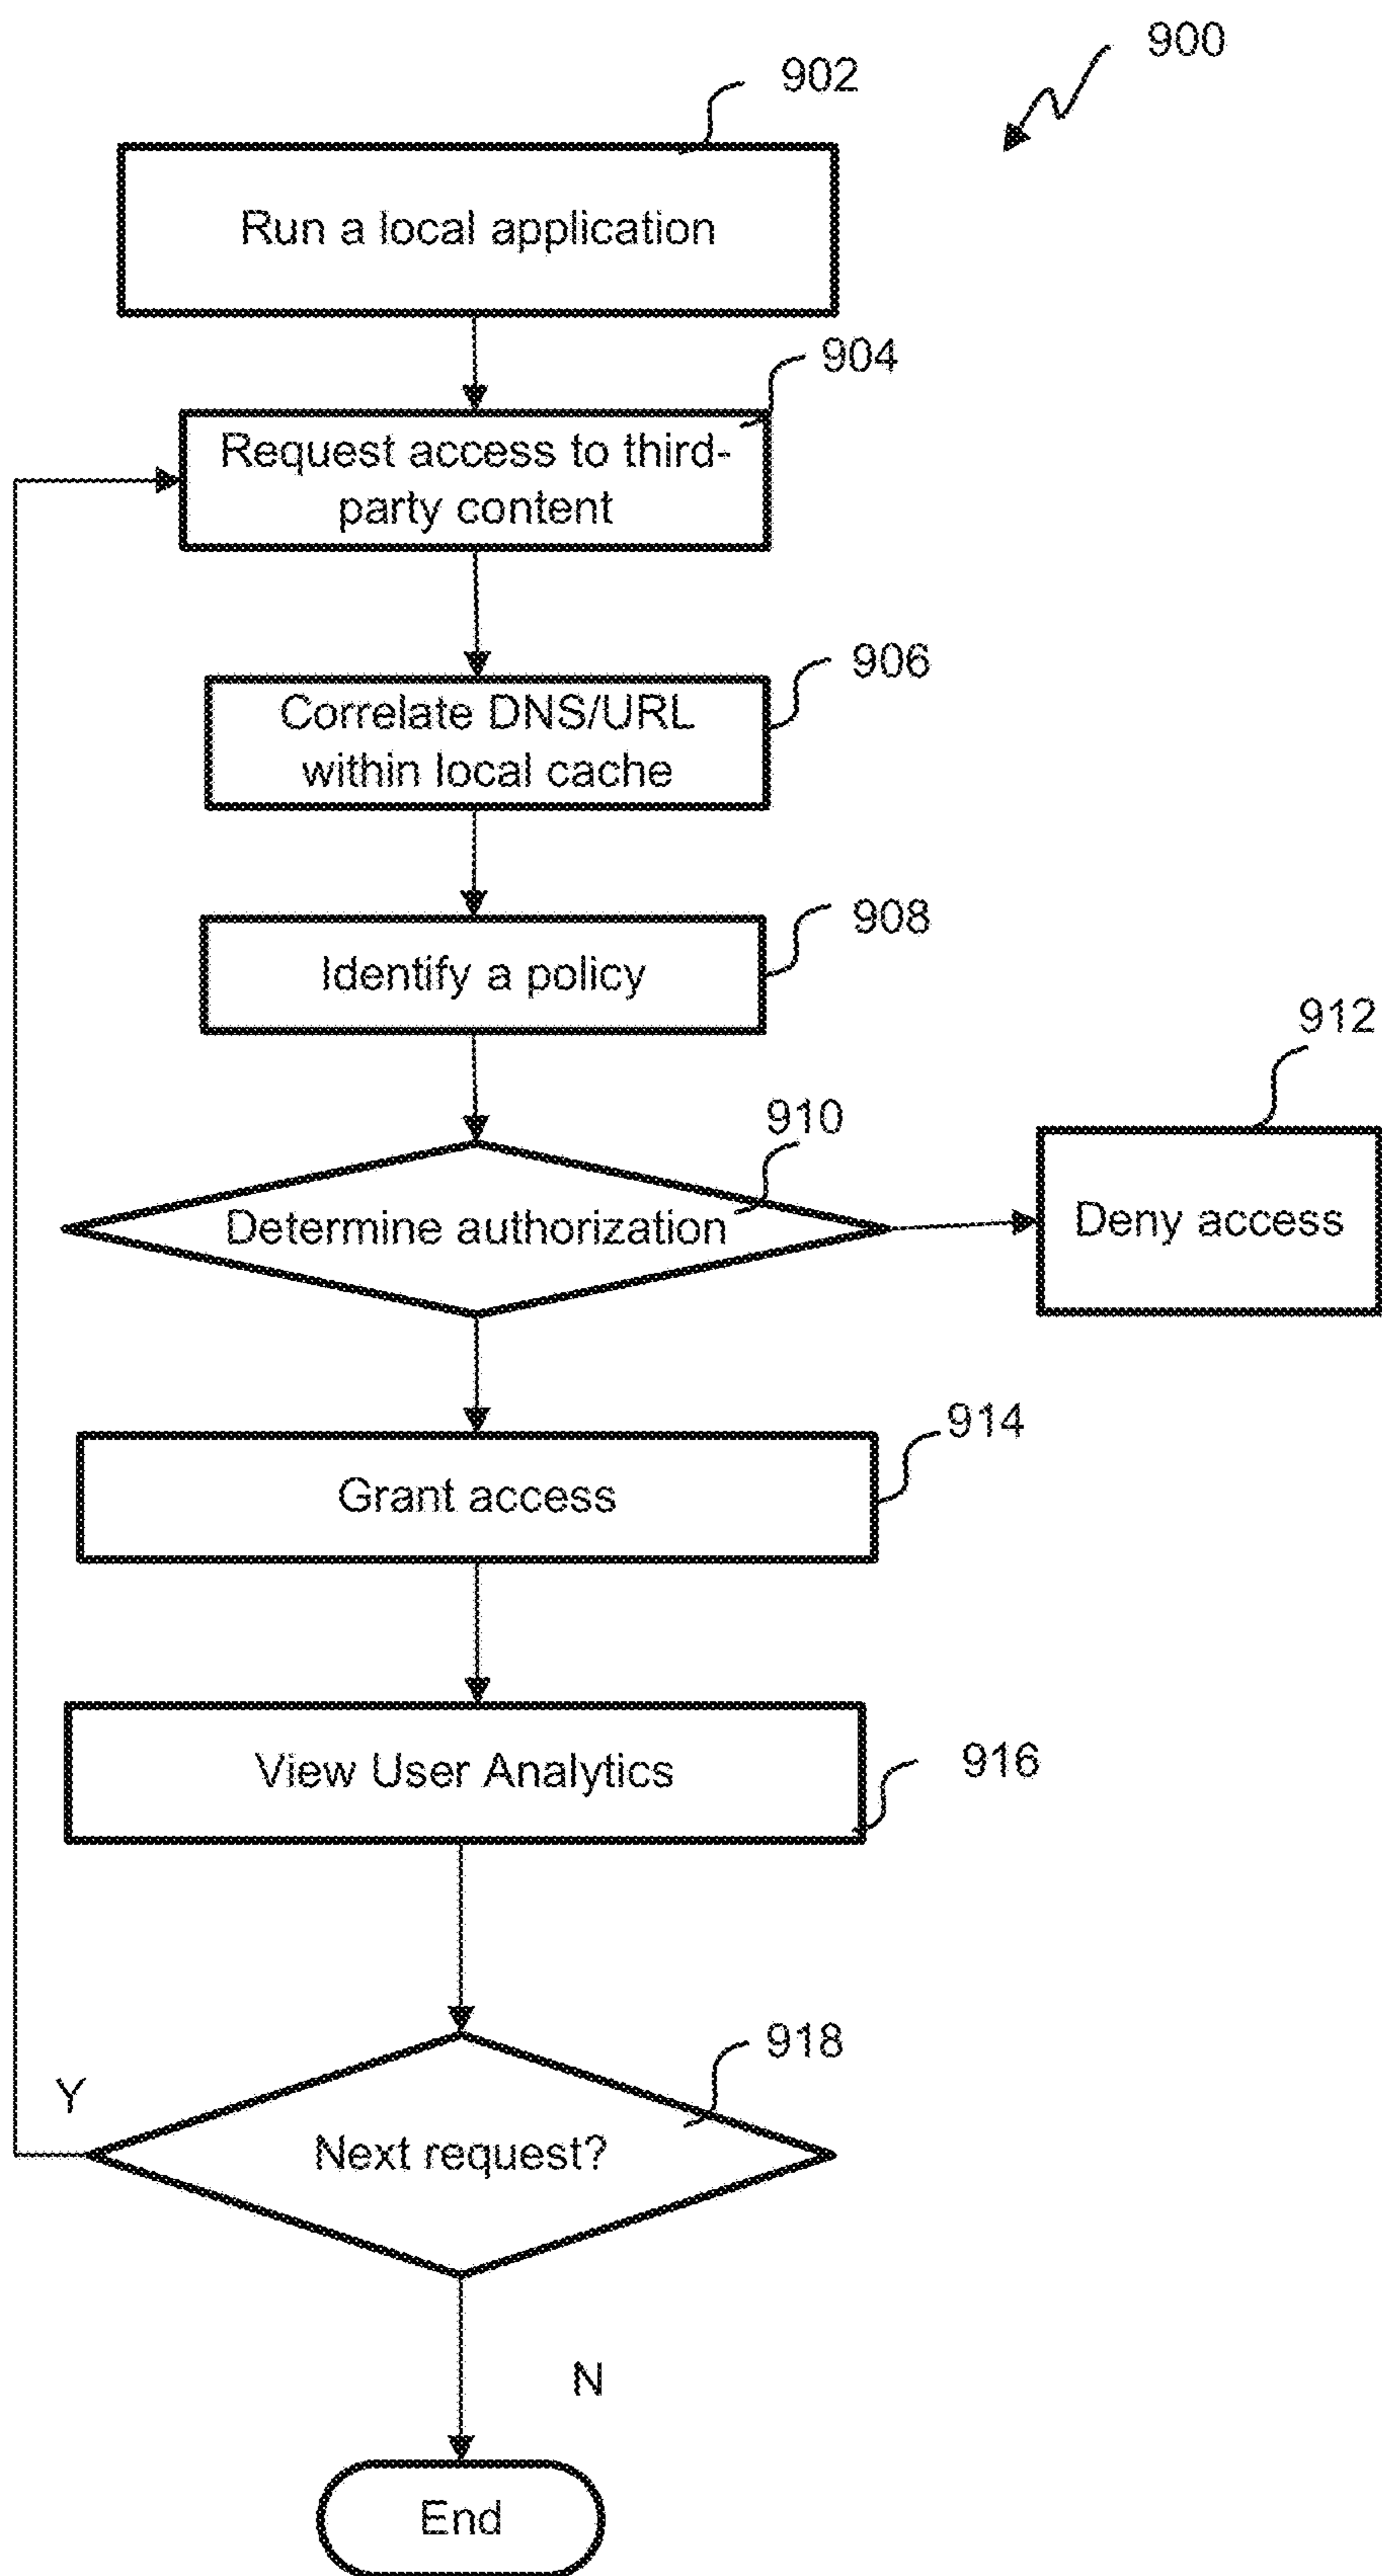 900
902
Run a local application
904
Request access to third-
party content
906
Correlate DNS/URL
within local cache
908
Identify a policy
910
Determine authorization
912
Deny access
914
Grant access
916
View User Analytics
918
Next request?
Y
N
End